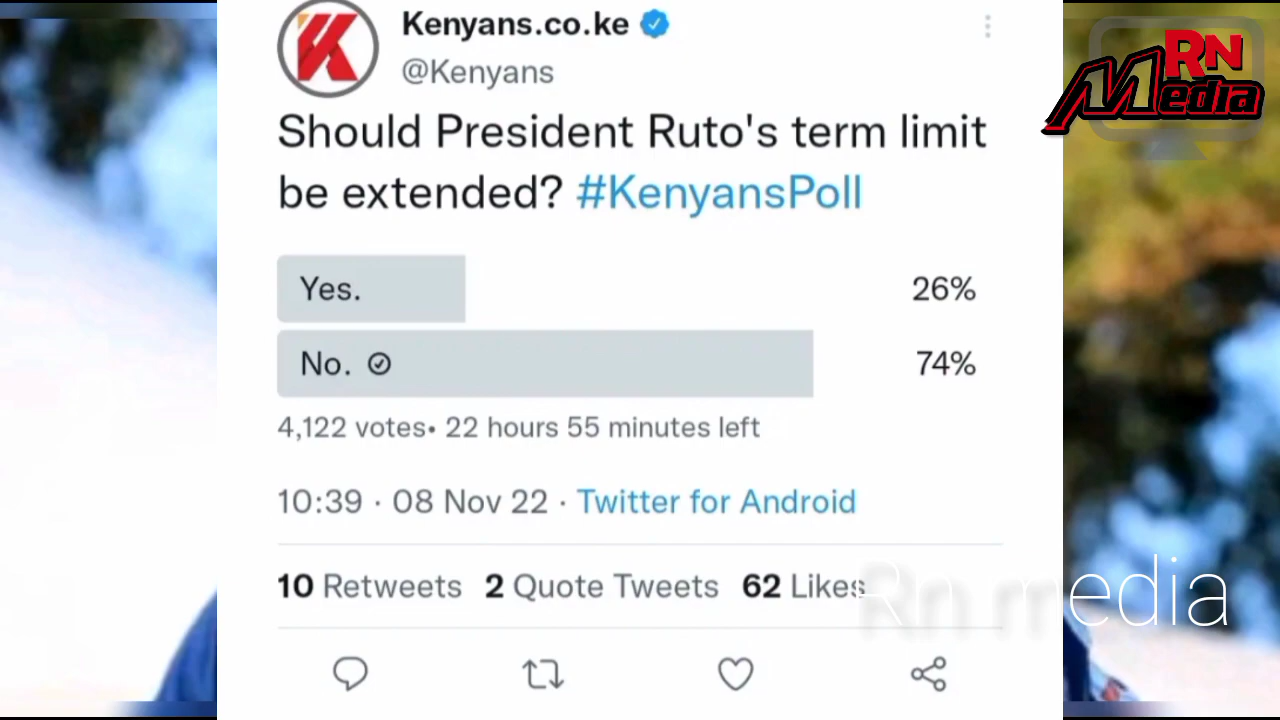 Kenyans.co.ke
@Kenyans
RN
Media
Should President Ruto's term limit
be extended? #KenyansPoll
Yes. 26%
No. 74%
4,122 votes• 22 hours 55 minutes left
10:39 · 08 Nov 22 · Twitter for Android
10 Retweets 2 Quote Tweets 62 Likes
Rn media